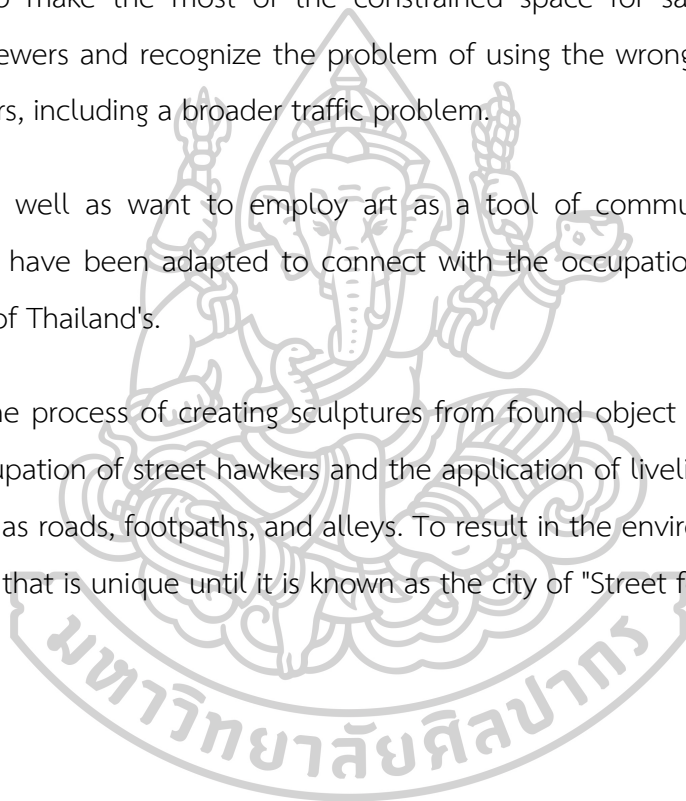 make the most of the constrained space for sa
ewers and recognize the problem of using the wrong
rs, including a broader traffic problem.
well as want to employ art as a tool of commu
have been adapted to connect with the occupatio
of Thailand's.
ne process of creating sculptures from found object
upation of street hawkers and the application of liveli
as roads, footpaths, and alleys. To result in the envir
that is unique until it is known as the city of "Street f
มหาวิทยาลัยศิลปากร